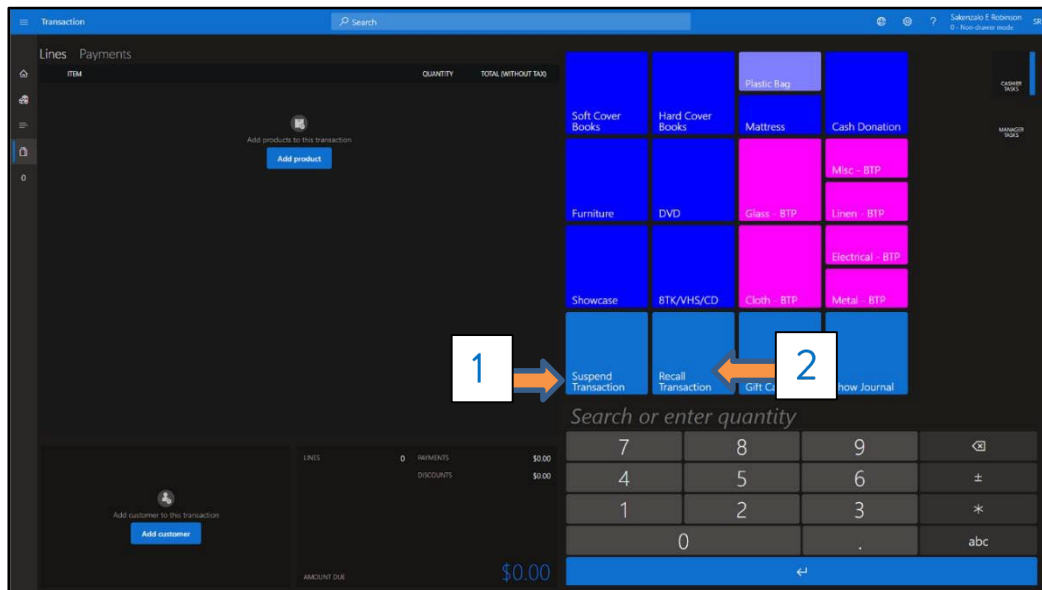 Transaction
Search
Sakenzalo E Robinson
0 - Non-drawer mode
SR
Lines Payments
ITEM QUANTITY TOTAL (WITHOUT TAX)
Add products to this transaction
Add product
0
Plastic Bag
Soft Cover Books
Hard Cover Books
Mattress
Cash Donation
Misc - BTP
Furniture
DVD
Glass - BTP
Linen - BTP
Electrical - BTP
Showcase
8TK/VHS/CD
Cloth - BTP
Metal - BTP
CASHIER TASKS
MANAGER TASKS
1
2
Suspend Transaction
Recall Transaction
Gift Ca
how Journal
Search or enter quantity
7 8 9
4 5 6 ±
1 2 3 *
0 . abc
LINES 0 PAYMENTS $0.00
DISCOUNTS $0.00
Add customer to this transaction
Add customer
AMOUNT DUE $0.00